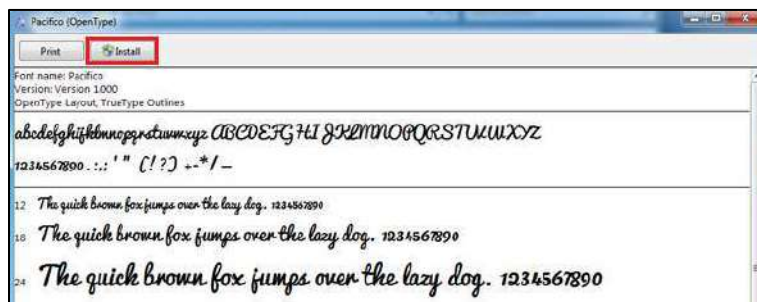 Pacifico (OpenType)
Print Install
Font name: Pacifico
Version: Version 1.000
OpenType Layout, TrueType Outlines
abcdefghijklmnopqrstuvwxyz ABCDEFGHIJKLMNOPQRSTUVWXYZ
1234567890 . : , ; ' " ( ! ? ) + - * / =
12 The quick brown fox jumps over the lazy dog. 1234567890
18 The quick brown fox jumps over the lazy dog. 1234567890
24 The quick brown fox jumps over the lazy dog. 1234567890